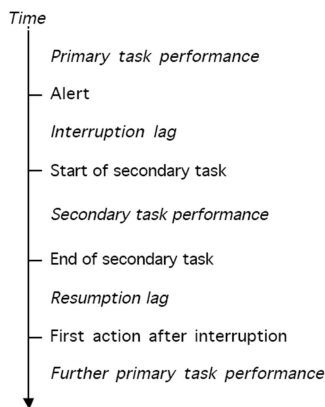 Time
Primary task performance
Alert
Interruption lag
Start of secondary task
Secondary task performance
End of secondary task
Resumption lag
First action after interruption
Further primary task performance